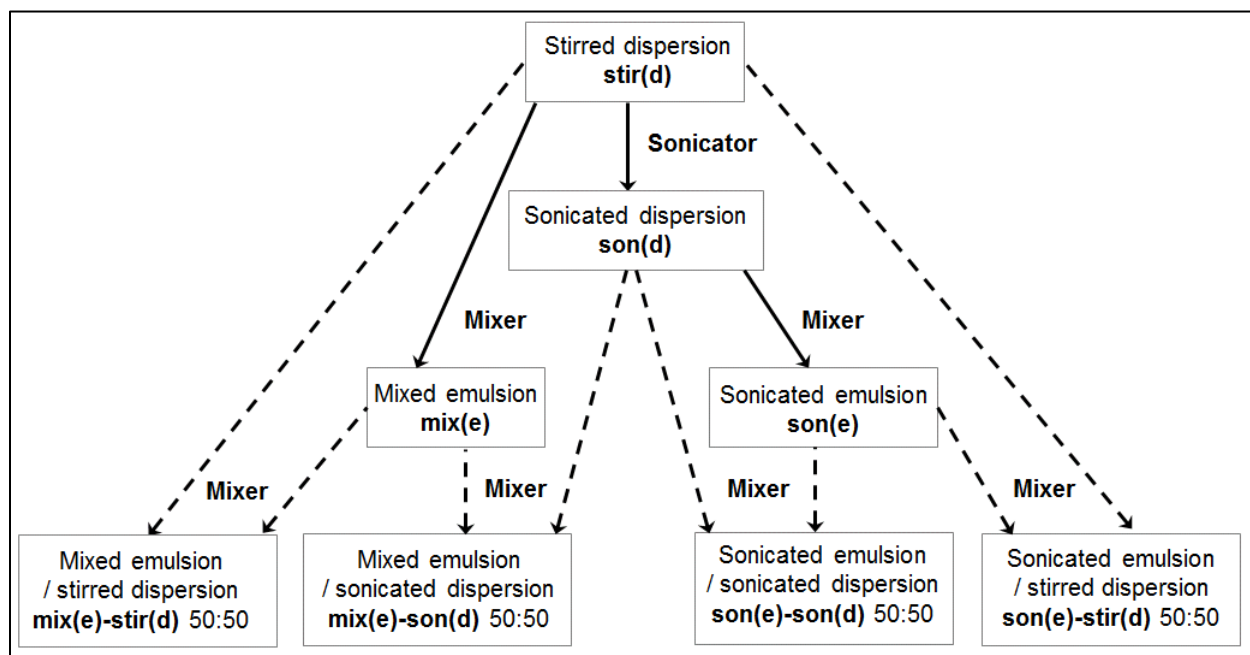 Stirred dispersion
stir(d)
Sonicator
Sonicated dispersion
son(d)
Mixer
Mixer
Mixed emulsion
mix(e)
Sonicated emulsion
son(e)
Mixer
Mixer
Mixer
Mixer
Mixed emulsion
/ stirred dispersion
mix(e)-stir(d) 50:50
Mixed emulsion
/ sonicated dispersion
mix(e)-son(d) 50:50
Sonicated emulsion
/ sonicated dispersion
son(e)-son(d) 50:50
Sonicated emulsion
/ stirred dispersion
son(e)-stir(d) 50:50